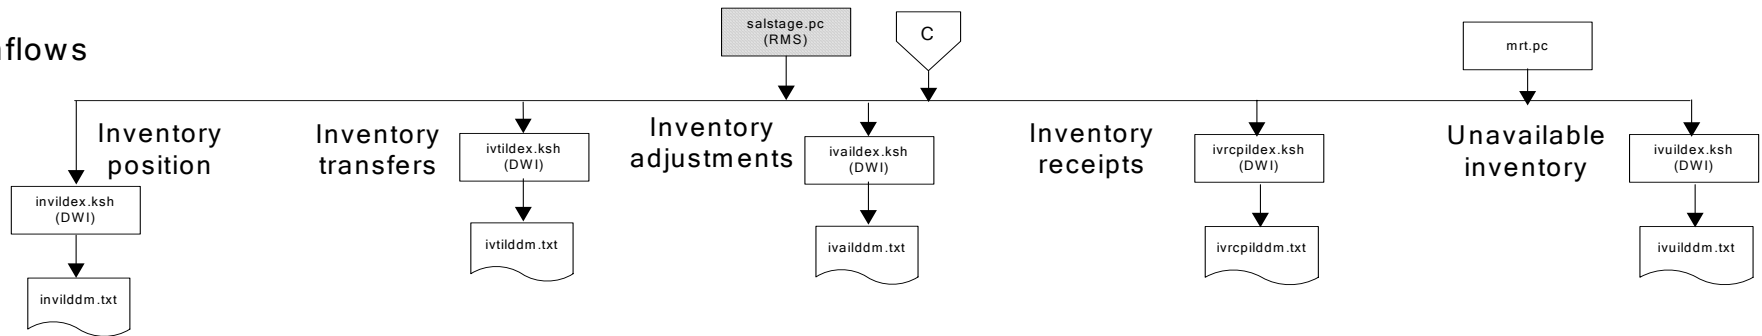 salstage.pc
(RMS)
C
mrt.pc
Inventory
position
Inventory
transfers
Inventory
adjustments
Inventory
receipts
Unavailable
inventory
invildex.ksh
(DWI)
ivtildex.ksh
(DWI)
ivaildex.ksh
(DWI)
ivrcpildex.ksh
(DWI)
ivuildex.ksh
(DWI)
invilddm.txt
ivtilddm.txt
ivailddm.txt
ivrcpilddm.txt
ivuilddm.txt